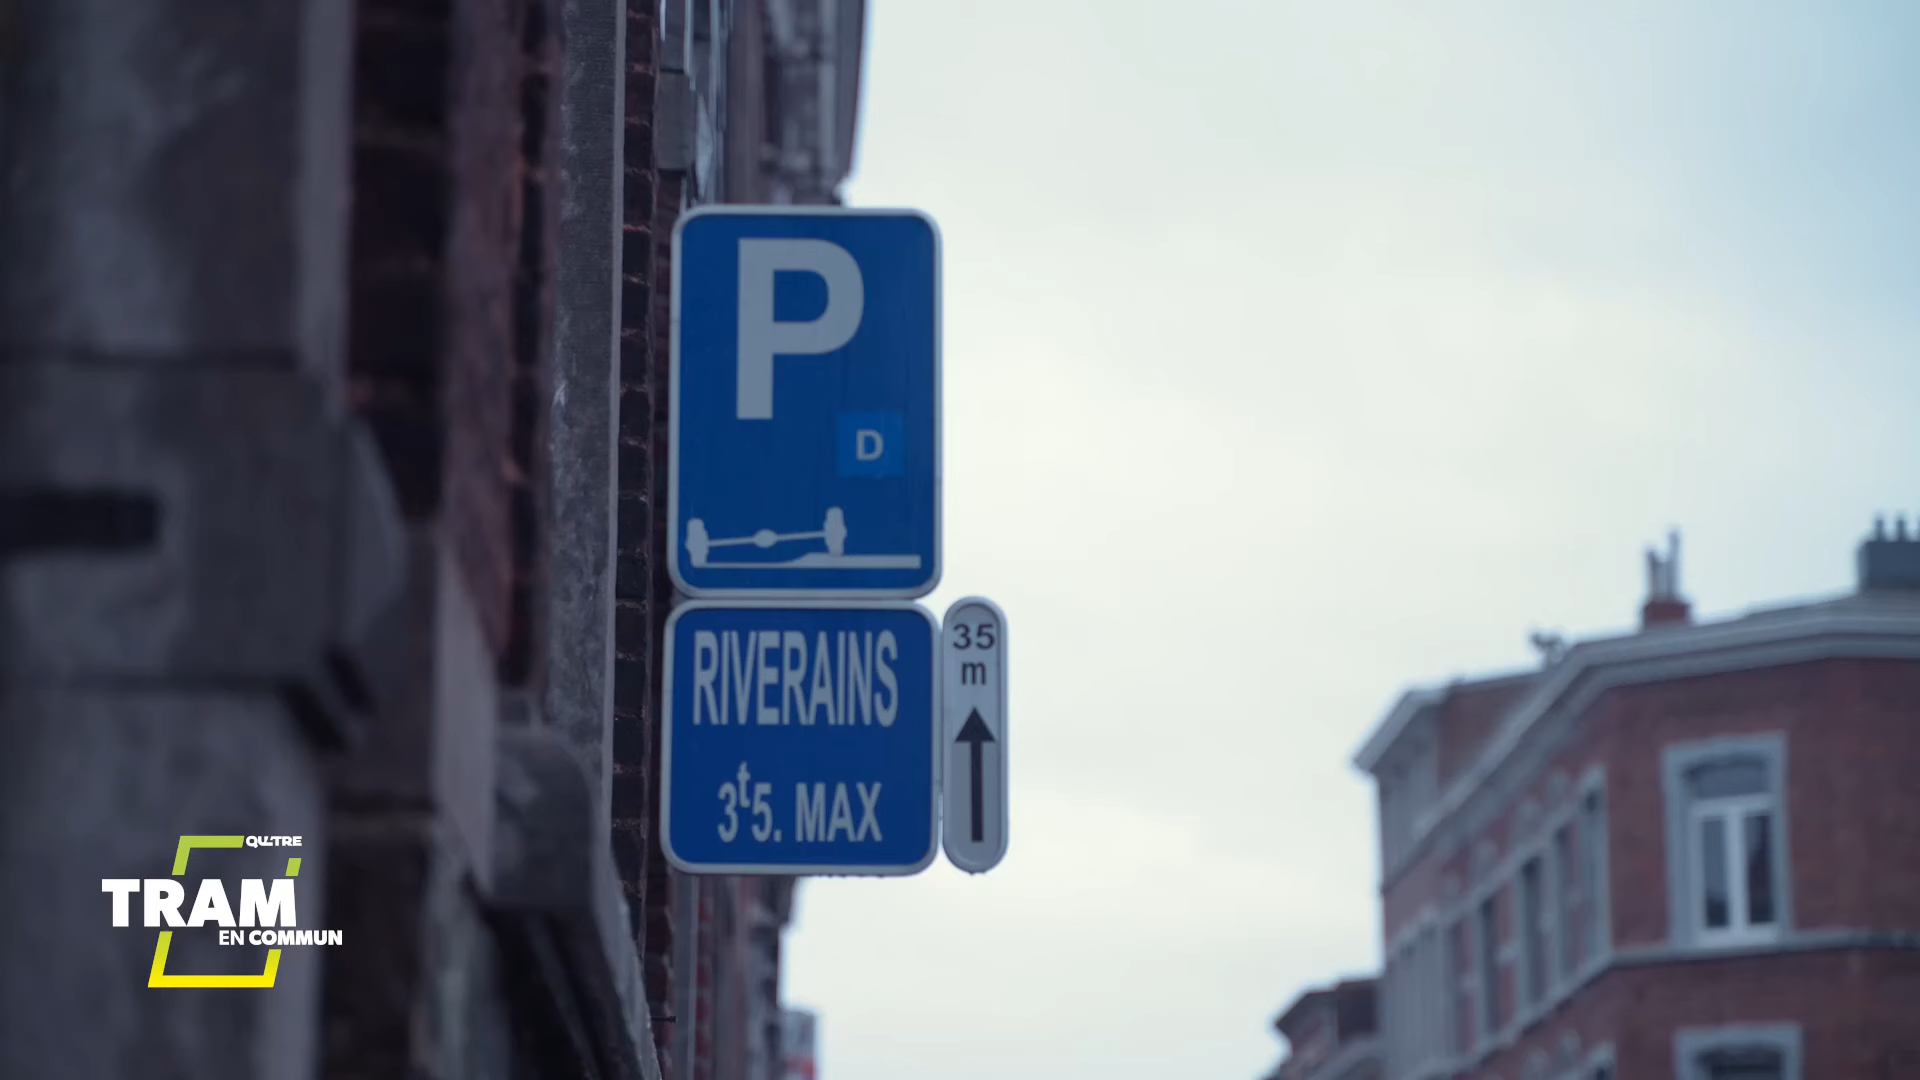 P
D
RIVERAINS
3t5. MAX
35
m
QU4TRE
TRAM
EN COMMUN